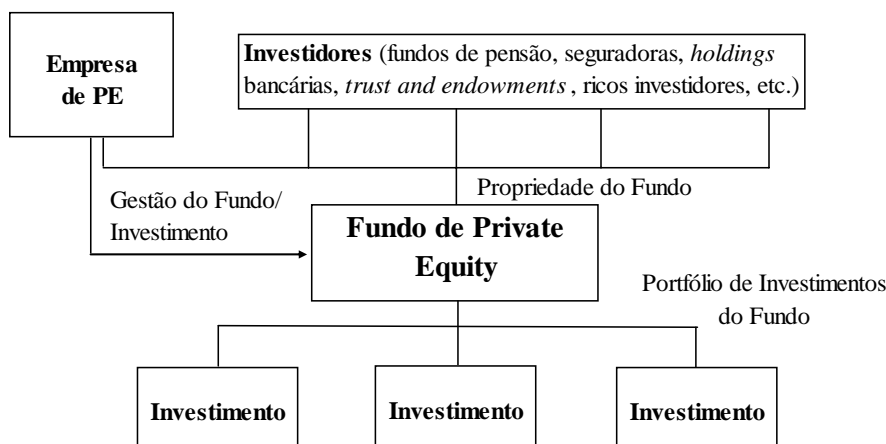 Empresa
de PE
Investidores (fundos de pensão, seguradoras, holdings
bancárias, trust and endowments , ricos investidores, etc.)
Gestão do Fundo/
Investimento
Propriedade do Fundo
Fundo de Private
Equity
Portfólio de Investimentos
do Fundo
Investimento
Investimento
Investimento